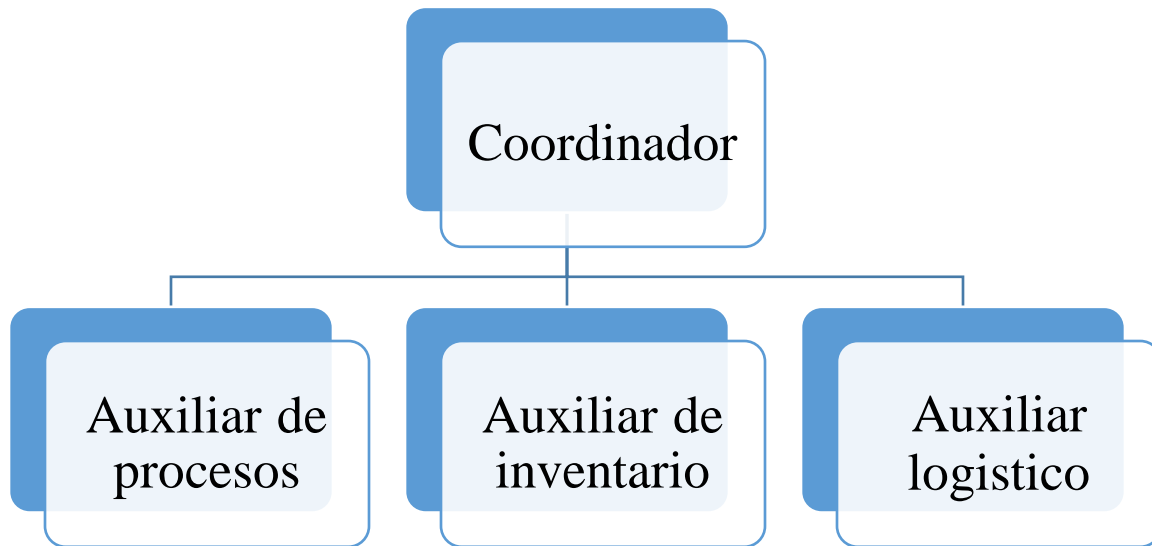 Coordinador
Auxiliar de
procesos
Auxiliar de
inventario
Auxiliar
logistico